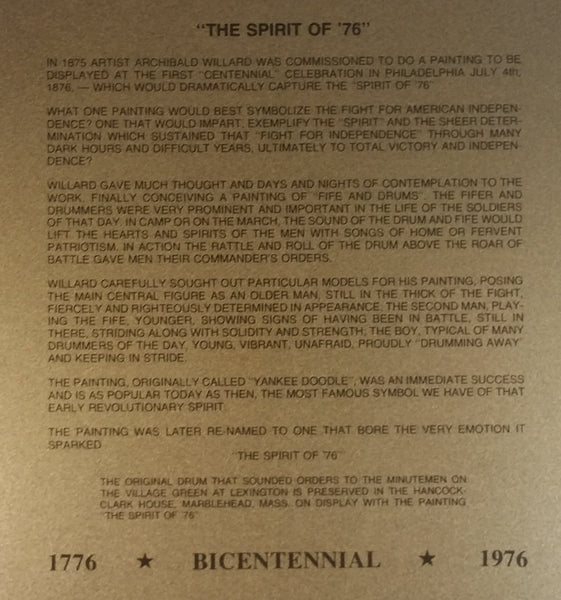 "THE SPIRIT OF '76"
IN 1875 ARTIST ARCHIBALD WILLARD WAS COMMISSIONED TO DO A PAINTING TO BE
DISPLAYED AT THE FIRST "CENTENNIAL" CELEBRATION IN PHILADELPHIA JULY 4th,
1876, — WHICH WOULD DRAMATICALLY CAPTURE THE "SPIRIT OF '76"
WHAT ONE PAINTING WOULD BEST SYMBOLIZE THE FIGHT FOR AMERICAN INDEPEN-
DENCE? ONE THAT WOULD IMPART, EXEMPLIFY THE "SPIRIT" AND THE SHEER DETER-
MINATION WHICH SUSTAINED THAT "FIGHT FOR INDEPENDENCE" THROUGH MANY
DARK HOURS AND DIFFICULT YEARS, ULTIMATELY TO TOTAL VICTORY AND INDEPEN-
DENCE?
WILLARD GAVE MUCH THOUGHT AND DAYS AND NIGHTS OF CONTEMPLATION TO THE
WORK, FINALLY CONCEIVING A PAINTING OF "FIFE AND DRUMS". THE FIFER AND
DRUMMERS WERE VERY PROMINENT AND IMPORTANT IN THE LIFE OF THE SOLDIERS
OF THAT DAY. IN CAMP OR ON THE MARCH, THE SOUND OF THE DRUM AND FIFE WOULD
LIFT THE HEARTS AND SPIRITS OF THE MEN WITH SONGS OF HOME OR FERVENT
PATRIOTISM. IN ACTION THE RATTLE AND ROLL OF THE DRUM ABOVE THE ROAR OF
BATTLE GAVE MEN THEIR COMMANDER'S ORDERS.
WILLARD CAREFULLY SOUGHT OUT PARTICULAR MODELS FOR HIS PAINTING, POSING
THE MAIN CENTRAL FIGURE AS AN OLDER MAN, STILL IN THE THICK OF THE FIGHT,
FIERCELY AND RIGHTEOUSLY DETERMINED IN APPEARANCE; THE SECOND MAN, PLAY-
ING THE FIFE, YOUNGER, SHOWING SIGNS OF HAVING BEEN IN BATTLE, STILL IN
THERE, STRIDING ALONG WITH SOLIDITY AND STRENGTH; THE BOY, TYPICAL OF MANY
DRUMMERS OF THE DAY, YOUNG, VIBRANT, UNAFRAID, PROUDLY "DRUMMING AWAY"
AND KEEPING IN STRIDE.
THE PAINTING, ORIGINALLY CALLED "YANKEE DOODLE", WAS AN IMMEDIATE SUCCESS
AND IS AS POPULAR TODAY AS THEN, THE MOST FAMOUS SYMBOL WE HAVE OF THAT
EARLY REVOLUTIONARY SPIRIT.
THE PAINTING WAS LATER RE-NAMED TO ONE THAT BORE THE VERY EMOTION IT
SPARKED
"THE SPIRIT OF '76"
THE ORIGINAL DRUM THAT SOUNDED ORDERS TO THE MINUTEMEN ON
THE VILLAGE GREEN AT LEXINGTON IS PRESERVED IN THE HANCOCK-
CLARK HOUSE, MARBLEHEAD, MASS. ON DISPLAY WITH THE PAINTING
"THE SPIRIT OF '76"
1776 ★ BICENTENNIAL ★ 1976